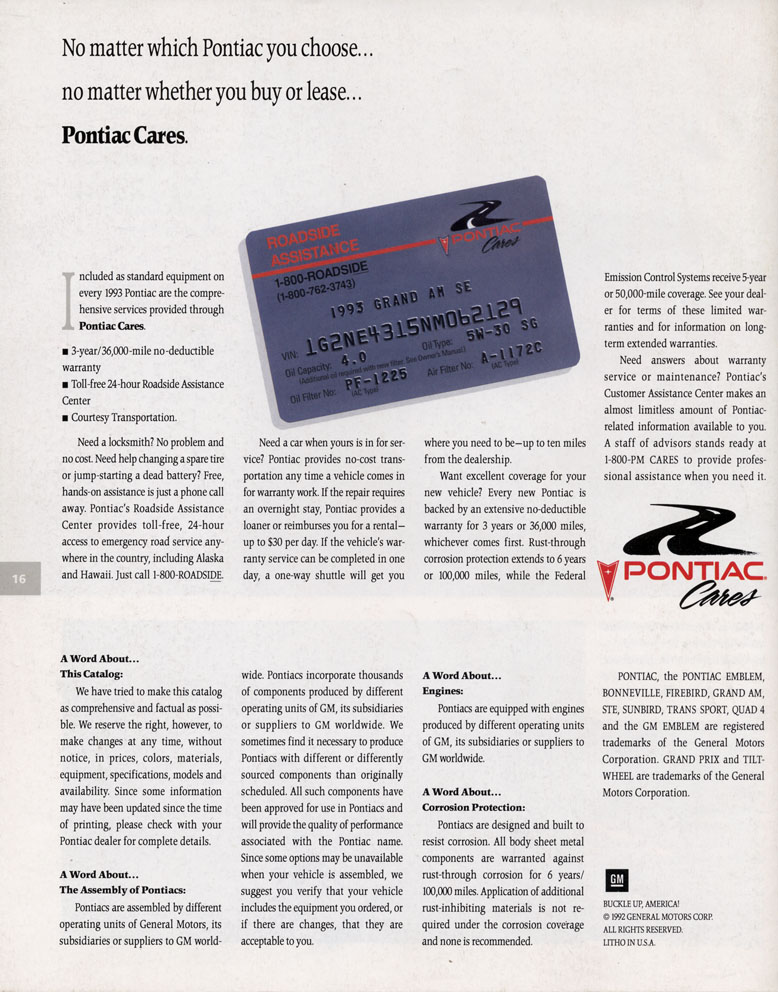 No matter which Pontiac you choose...
no matter whether you buy or lease...
Pontiac Cares.
ROADSIDE
ASSISTANCE
1-800-ROADSIDE
(1-800-762-3743)
PONTIAC
Cares
1993 GRAND AM SE
VIN: 1G2NE4315NM062129
Oil Capacity: 4.0 Oil Type: 5W-30 SG
(Additional oil required with new filter. See Owner's Manual.)
Oil Filter No: PF-1225 Air Filter No: A-1172C
(AC Type) (AC Type)
Included as standard equipment on
every 1993 Pontiac are the compre-
hensive services provided through
Pontiac Cares.
■ 3-year/36,000-mile no-deductible
warranty
■ Toll-free 24-hour Roadside Assistance
Center
■ Courtesy Transportation.
Need a locksmith? No problem and
no cost. Need help changing a spare tire
or jump-starting a dead battery? Free,
hands-on assistance is just a phone call
away. Pontiac's Roadside Assistance
Center provides toll-free, 24-hour
access to emergency road service any-
where in the country, including Alaska
and Hawaii. Just call 1-800-ROADSIDE.
Need a car when yours is in for ser-
vice? Pontiac provides no-cost trans-
portation any time a vehicle comes in
for warranty work. If the repair requires
an overnight stay, Pontiac provides a
loaner or reimburses you for a rental—
up to $30 per day. If the vehicle's war-
ranty service can be completed in one
day, a one-way shuttle will get you
where you need to be—up to ten miles
from the dealership.
Want excellent coverage for your
new vehicle? Every new Pontiac is
backed by an extensive no-deductible
warranty for 3 years or 36,000 miles,
whichever comes first. Rust-through
corrosion protection extends to 6 years
or 100,000 miles, while the Federal
Emission Control Systems receive 5-year
or 50,000-mile coverage. See your deal-
er for terms of these limited war-
ranties and for information on long-
term extended warranties.
Need answers about warranty
service or maintenance? Pontiac's
Customer Assistance Center makes an
almost limitless amount of Pontiac-
related information available to you.
A staff of advisors stands ready at
1-800-PM CARES to provide profes-
sional assistance when you need it.
PONTIAC®
Cares
16
A Word About...
This Catalog:
We have tried to make this catalog
as comprehensive and factual as possi-
ble. We reserve the right, however, to
make changes at any time, without
notice, in prices, colors, materials,
equipment, specifications, models and
availability. Since some information
may have been updated since the time
of printing, please check with your
Pontiac dealer for complete details.
A Word About...
The Assembly of Pontiacs:
Pontiacs are assembled by different
operating units of General Motors, its
subsidiaries or suppliers to GM world-
wide. Pontiacs incorporate thousands
of components produced by different
operating units of GM, its subsidiaries
or suppliers to GM worldwide. We
sometimes find it necessary to produce
Pontiacs with different or differently
sourced components than originally
scheduled. All such components have
been approved for use in Pontiacs and
will provide the quality of performance
associated with the Pontiac name.
Since some options may be unavailable
when your vehicle is assembled, we
suggest you verify that your vehicle
includes the equipment you ordered, or
if there are changes, that they are
acceptable to you.
A Word About...
Engines:
Pontiacs are equipped with engines
produced by different operating units
of GM, its subsidiaries or suppliers to
GM worldwide.
A Word About...
Corrosion Protection:
Pontiacs are designed and built to
resist corrosion. All body sheet metal
components are warranted against
rust-through corrosion for 6 years/
100,000 miles. Application of additional
rust-inhibiting materials is not re-
quired under the corrosion coverage
and none is recommended.
PONTIAC, the PONTIAC EMBLEM,
BONNEVILLE, FIREBIRD, GRAND AM,
STE, SUNBIRD, TRANS SPORT, QUAD 4
and the GM EMBLEM are registered
trademarks of the General Motors
Corporation. GRAND PRIX and TILT-
WHEEL are trademarks of the General
Motors Corporation.
GM
BUCKLE UP, AMERICA!
© 1992 GENERAL MOTORS CORP.
ALL RIGHTS RESERVED.
LITHO IN U.S.A.